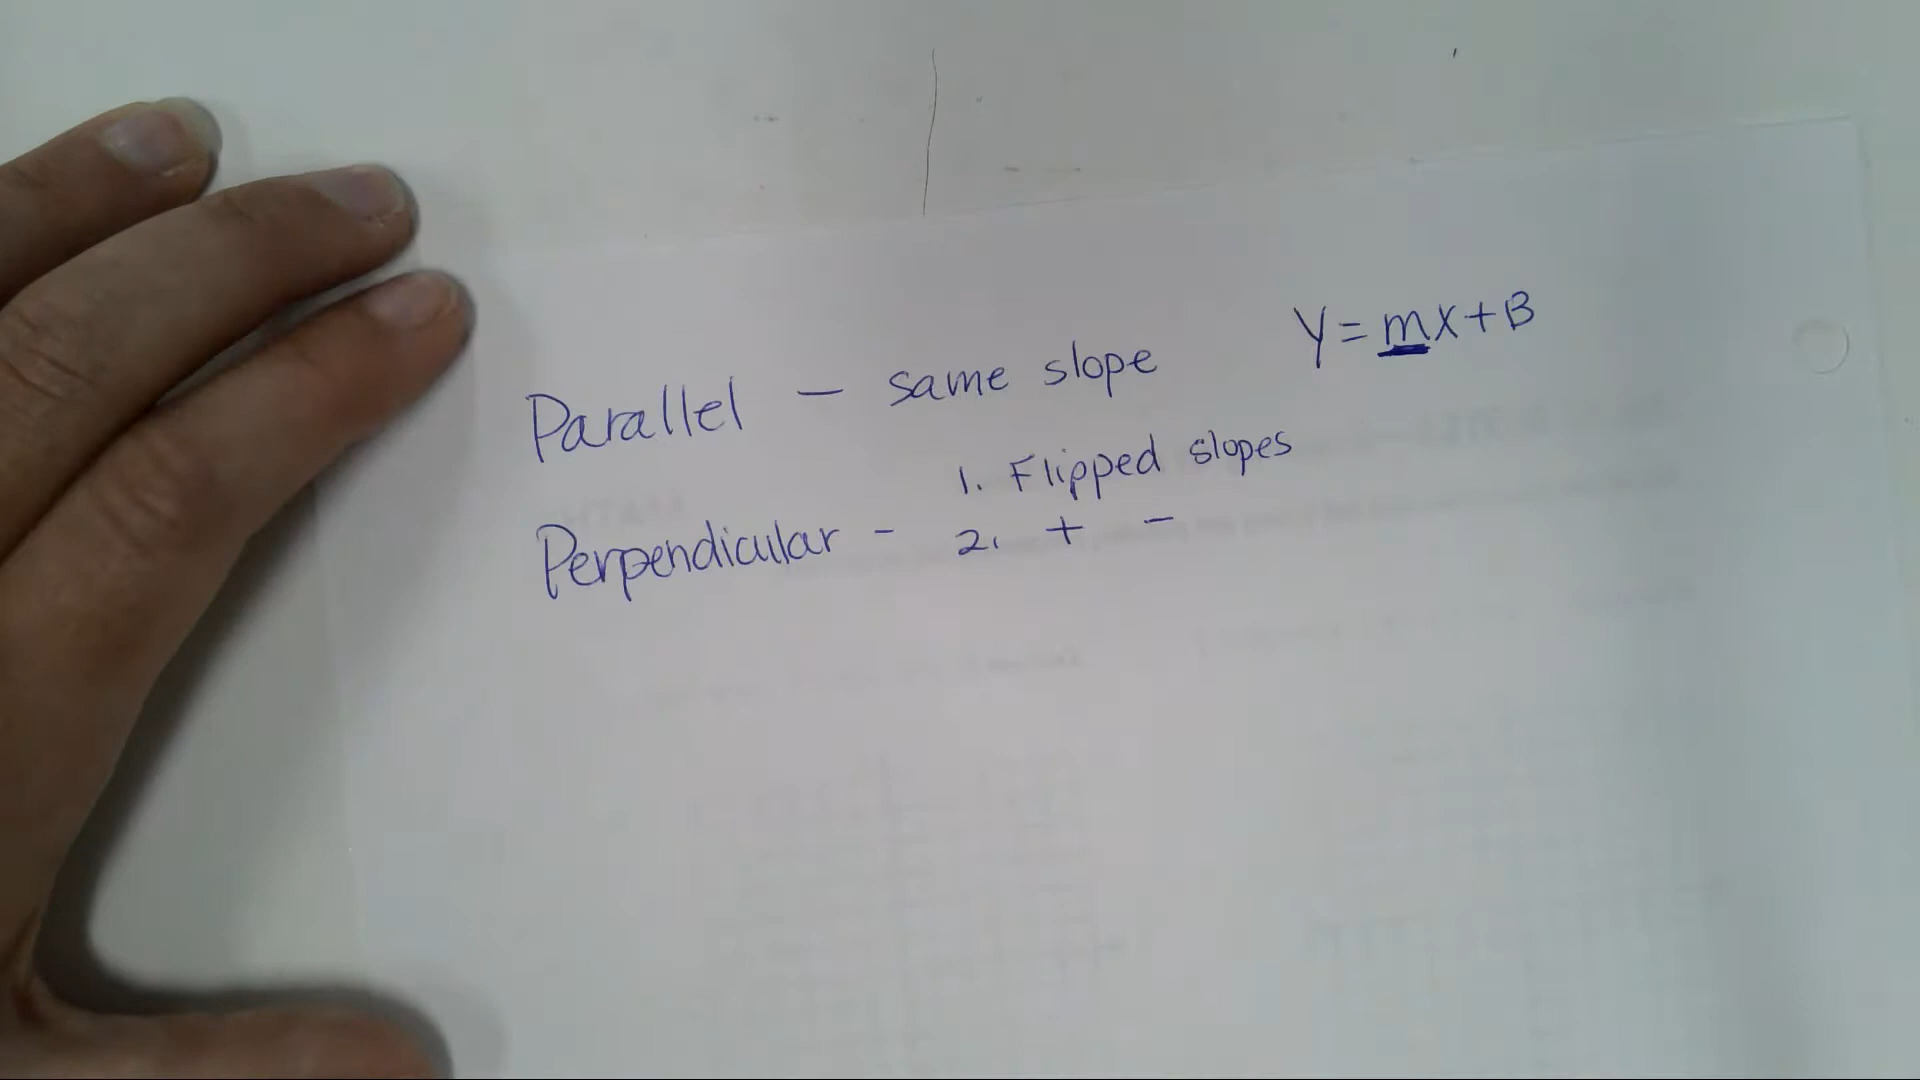 Parallel — same slope Y = mx+B
1. Flipped slopes
Perpendicular - 2. + -